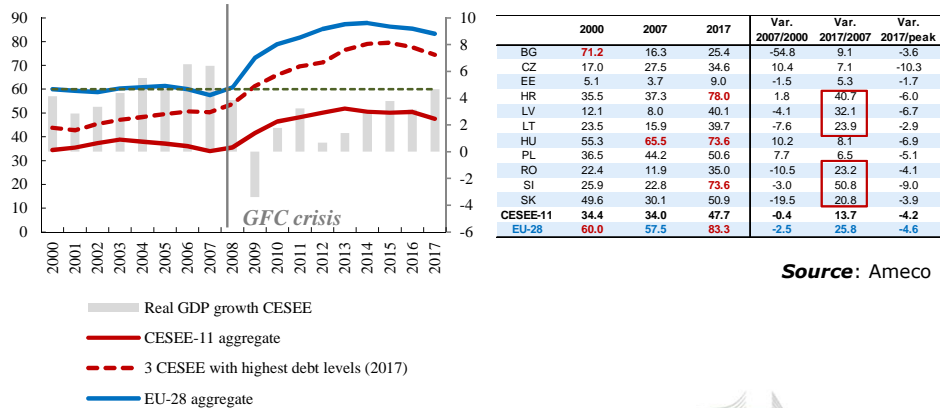 90 10
80 8
70 6
60 4
50 2
40 0
30 -2
20 -4
10 -6
0
GFC crisis
2000 2001 2002 2003 2004 2005 2006 2007 2008 2009 2010 2011 2012 2013 2014 2015 2016 2017
Real GDP growth CESEE
CESEE-11 aggregate
3 CESEE with highest debt levels (2017)
EU-28 aggregate
2000 2007 2017 Var. 2007/2000 Var. 2017/2007 Var. 2017/peak
BG 71.2 16.3 25.4 -54.8 9.1 -3.6
CZ 17.0 27.5 34.6 10.4 7.1 -10.3
EE 5.1 3.7 9.0 -1.5 5.3 -1.7
HR 35.5 37.3 78.0 1.8 40.7 -6.0
LV 12.1 8.0 40.1 -4.1 32.1 -6.7
LT 23.5 15.9 39.7 -7.6 23.9 -2.9
HU 55.3 65.5 73.6 10.2 8.1 -6.9
PL 36.5 44.2 50.6 7.7 6.5 -5.1
RO 22.4 11.9 35.0 -10.5 23.2 -4.1
SI 25.9 22.8 73.6 -3.0 50.8 -9.0
SK 49.6 30.1 50.9 -19.5 20.8 -3.9
CESEE-11 34.4 34.0 47.7 -0.4 13.7 -4.2
EU-28 60.0 57.5 83.3 -2.5 25.8 -4.6
Source: Ameco